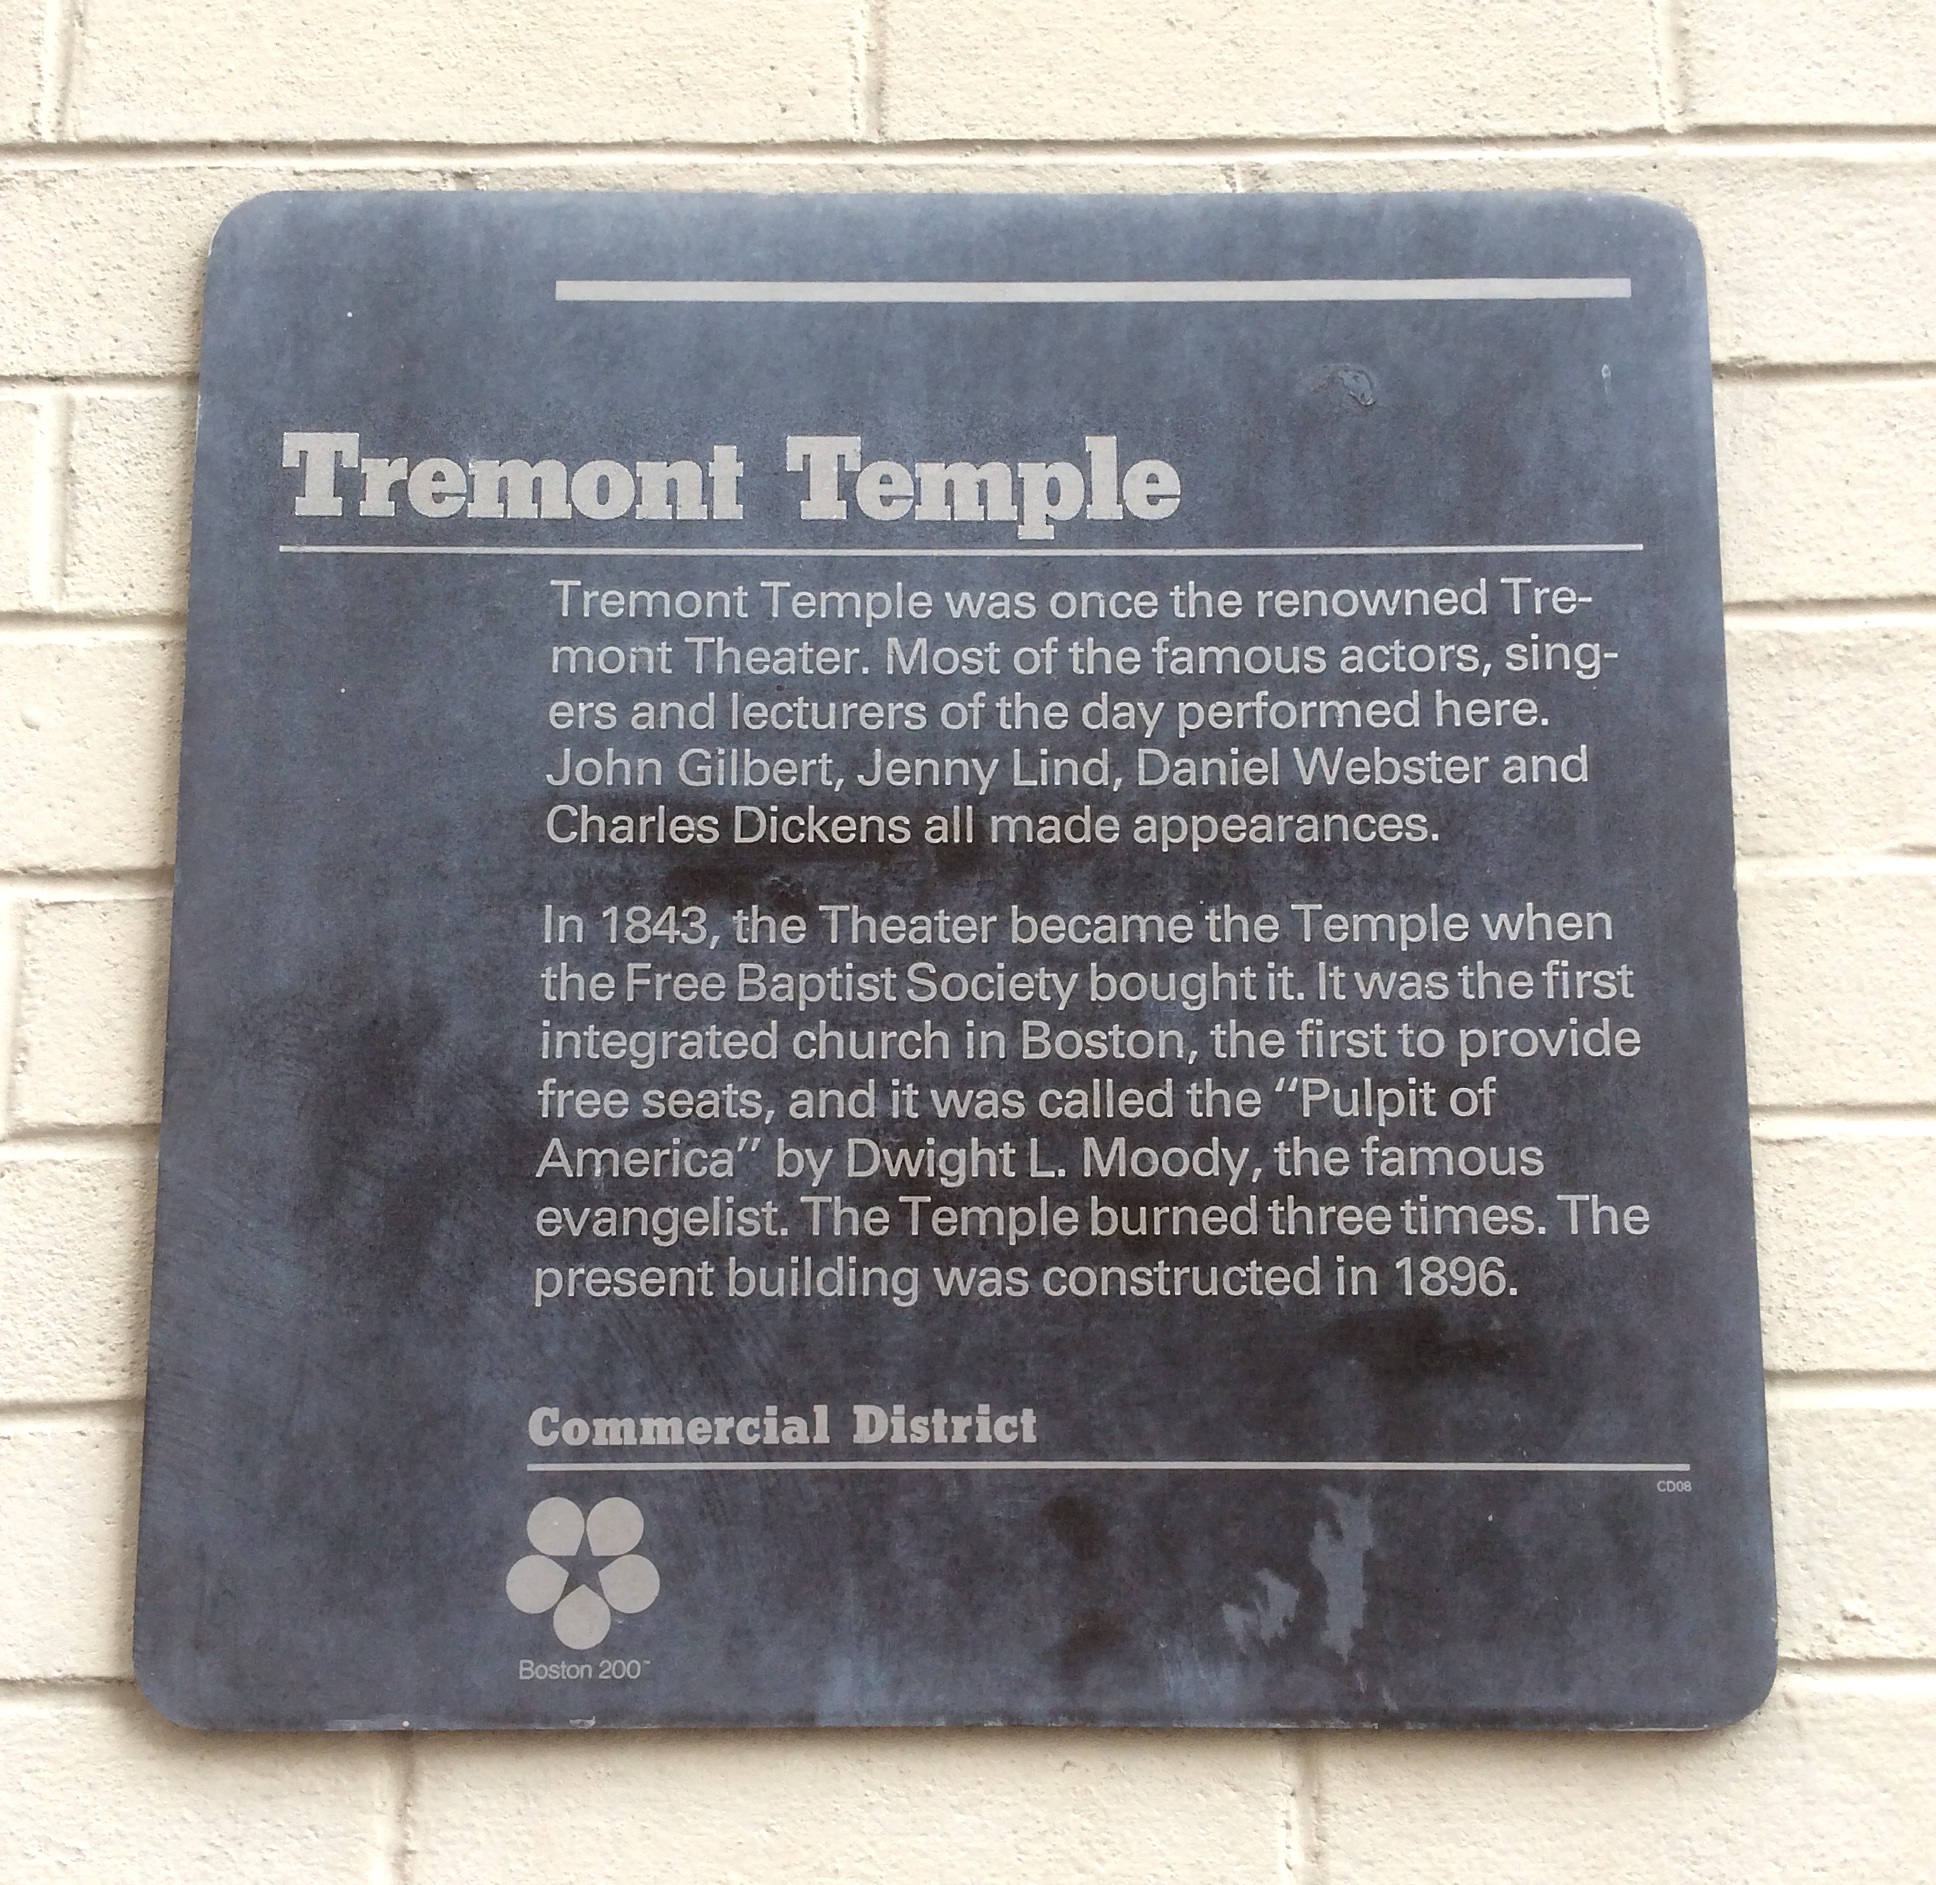 Tremont Temple
Tremont Temple was once the renowned Tre-
mont Theater. Most of the famous actors, sing-
ers and lecturers of the day performed here.
John Gilbert, Jenny Lind, Daniel Webster and
Charles Dickens all made appearances.
In 1843, the Theater became the Temple when
the Free Baptist Society bought it. It was the first
integrated church in Boston, the first to provide
free seats, and it was called the “Pulpit of
America” by Dwight L. Moody, the famous
evangelist. The Temple burned three times. The
present building was constructed in 1896.
Commercial District
CD08
Boston 200™